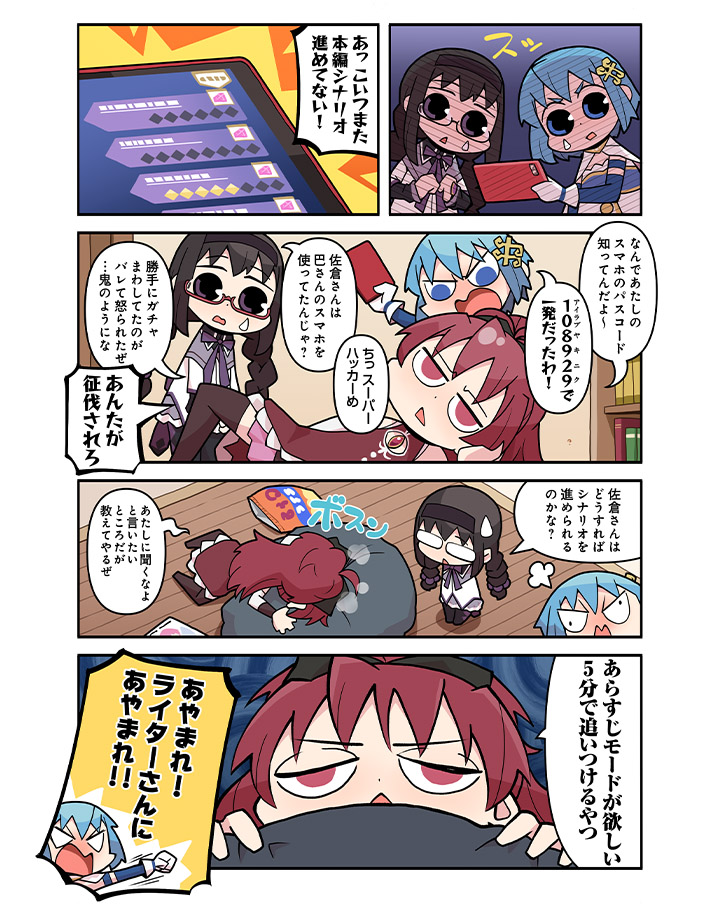 スッ
あっこいつまた
本編シナリオ
進めてない!
なんであたしの
スマホのパスコード
知ってんだよ~
アイラブヤキニク
108929で
一発だったわ!
ちっスーパー
ハッカーめ
佐倉さんは
巴さんのスマホを
使ってたんじゃ?
勝手にガチャ
まわしてたのが
バレて怒られたぜ
…鬼のようにな
あんたが
征伐されろ
佐倉さんは
どうすれば
シナリオを
進められる
のかな?
ボスン
あたしに聞くなよ
と言いたい
ところだが
教えてやるぜ
あらすじモードが欲しい
5分で追いつけるやつ
あやまれ!
ライターさんに
あやまれ!!